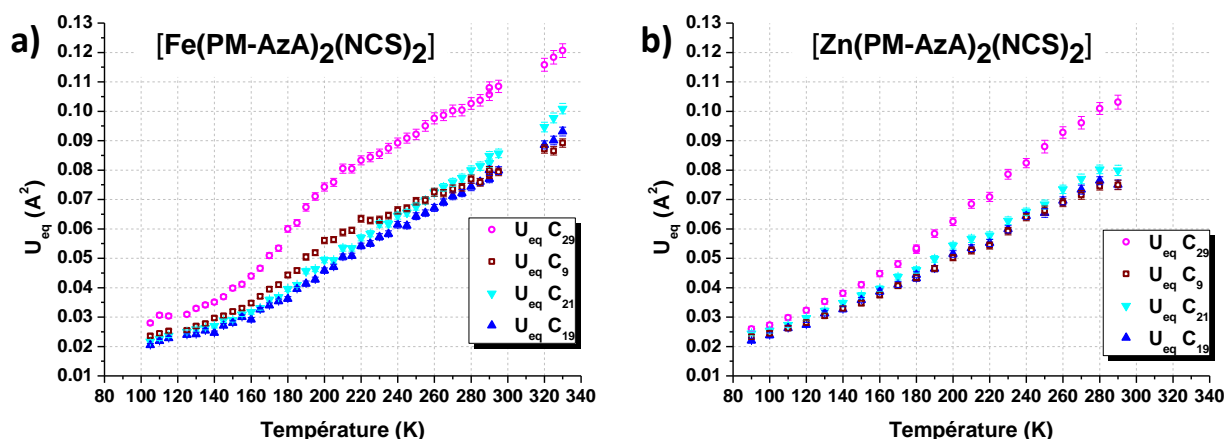 a) [Fe(PM-AzA)2(NCS)2]
0.13
0.12
0.11
0.10
0.09
0.08
0.07
0.06
0.05
0.04
0.03
0.02
0.01
Ueq (A²)
Ueq C29
Ueq C9
Ueq C21
Ueq C19
80 100 120 140 160 180 200 220 240 260 280 300 320 340
Température (K)
b) [Zn(PM-AzA)2(NCS)2]
0.13
0.12
0.11
0.10
0.09
0.08
0.07
0.06
0.05
0.04
0.03
0.02
0.01
Ueq (A²)
Ueq C29
Ueq C9
Ueq C21
Ueq C19
80 100 120 140 160 180 200 220 240 260 280 300 320 340
Température (K)